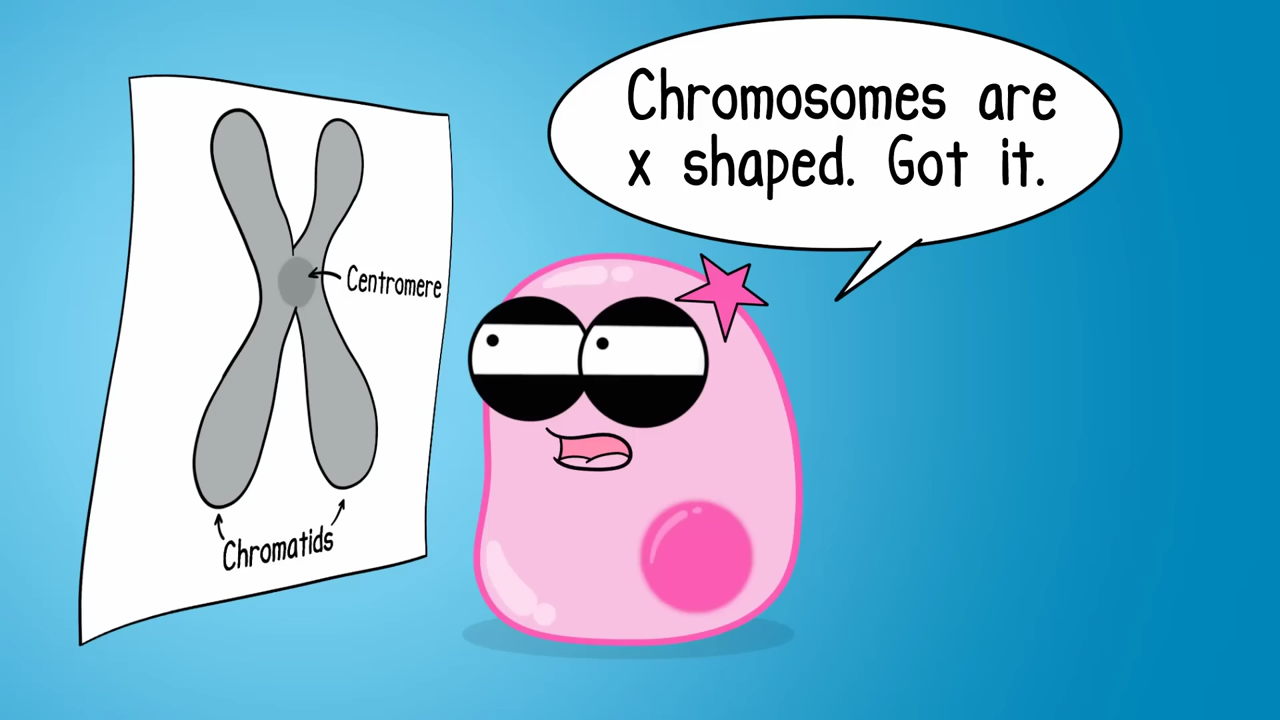 Chromosomes are
x shaped. Got it.
Centromere
Chromatids